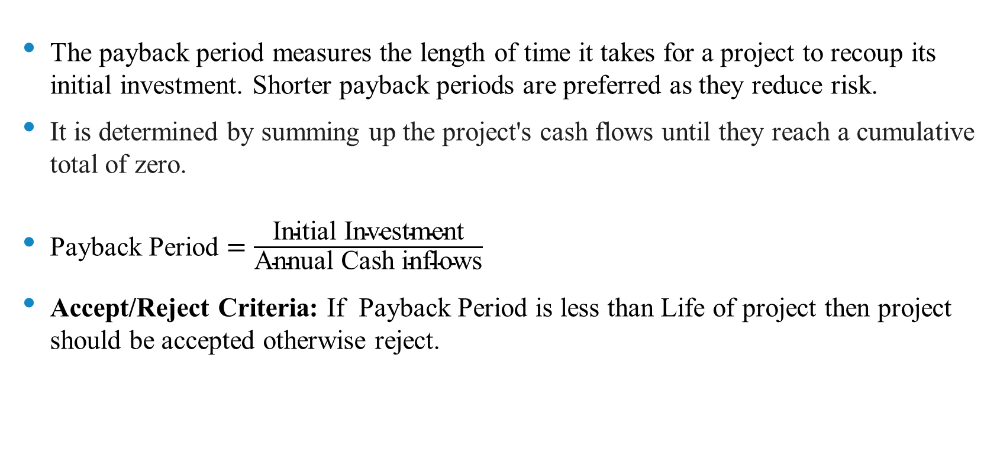 • The payback period measures the length of time it takes for a project to recoup its
initial investment. Shorter payback periods are preferred as they reduce risk.
• It is determined by summing up the project's cash flows until they reach a cumulative
total of zero.
• Payback Period = Initial Investment
Annual Cash inflows
• Accept/Reject Criteria: If Payback Period is less than Life of project then project
should be accepted otherwise reject.